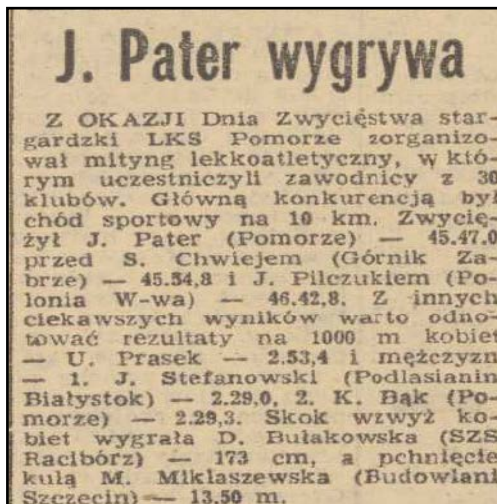 J. Pater wygrywa
Z OKAZJI Dnia Zwycięstwa star-
gardzki LKS Pomorze zorganizo-
wał mityng lekkoatletyczny, w któ-
rym uczestniczyli zawodnicy z 30
klubów. Główną konkurencją był
chód sportowy na 10 km. Zwycię-
żył J. Pater (Pomorze) — 45.47,0
przed S. Chwiejem (Górnik Za-
brze) — 45.54,8 i J. Pilczukiem (Po-
lonia W-wa) — 46.42,8. Z innych
ciekawszych wyników warto odno-
tować rezultaty na 1000 m kobiet
— U. Prasek — 2.53,4 i mężczyzn
— 1. J. Stefanowski (Podlasianin
Białystok) — 2.29,0, 2. K. Bąk (Po-
morze) — 2.29,3. Skok wzwyż ko-
biet wygrała D. Bułakowska (SZS
Racibórz) — 173 cm, a pchnięcie
kulą M. Miklaszewska (Budowlani
Szczecin) — 13,50 m.